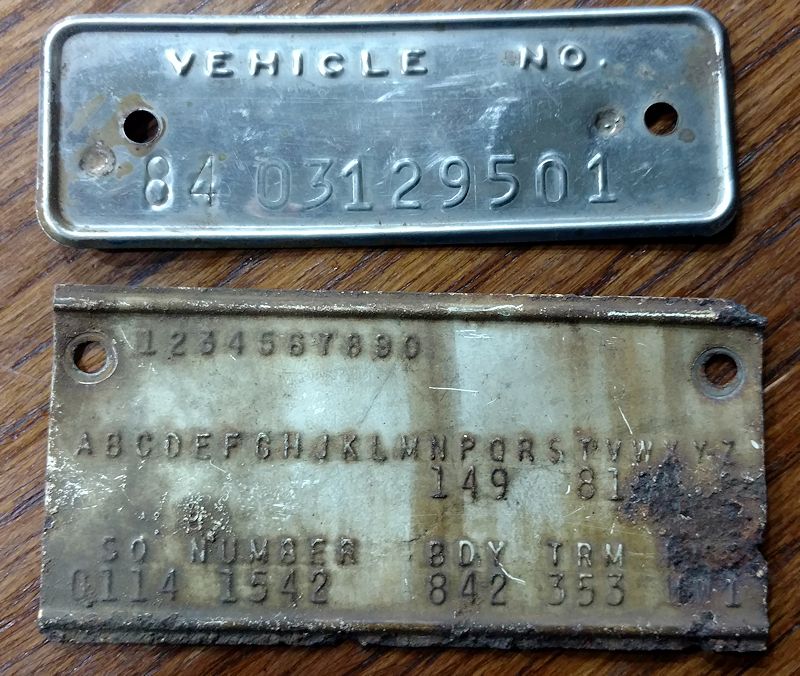 VEHICLE NO.
84 03129501
1234567890
ABCDEFGHJKLMNPQRSTVWXYZ
149 81
SO NUMBER BDY TRM
0114 1542 842 353